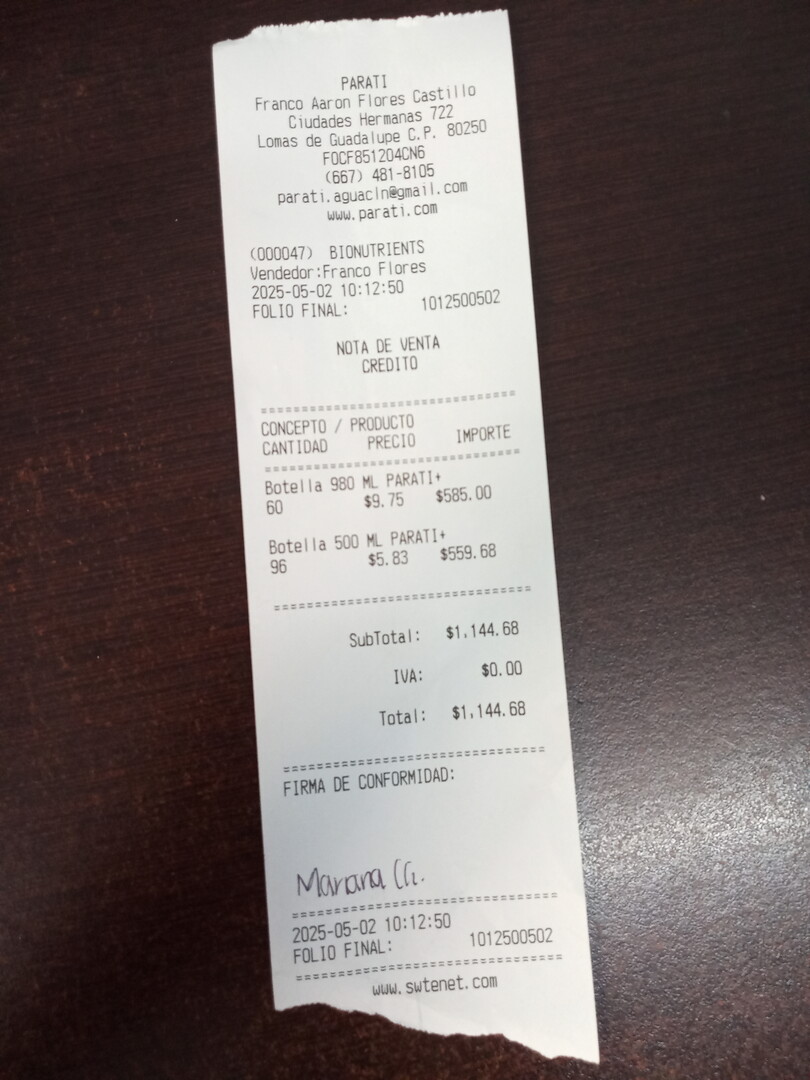 PARATI
Franco Aaron Flores Castillo
Ciudades Hermanas 722
Lomas de Guadalupe C.P. 80250
FOCF851204CN6
(667) 481-8105
parati.aguacln@gmail.com
www.parati.com
(000047) BIONUTRIENTS
Vendedor:Franco Flores
2025-05-02 10:12:50
FOLIO FINAL: 1012500502
NOTA DE VENTA
CREDITO
================================
CONCEPTO / PRODUCTO
CANTIDAD PRECIO IMPORTE
================================
Botella 980 ML PARATI+
60 $9.75 $585.00
Botella 500 ML PARATI+
96 $5.83 $559.68
================================
SubTotal: $1,144.68
IVA: $0.00
Total: $1,144.68
================================
FIRMA DE CONFORMIDAD:
Mariana
================================
2025-05-02 10:12:50
FOLIO FINAL: 1012500502
================================
www.swtenet.com